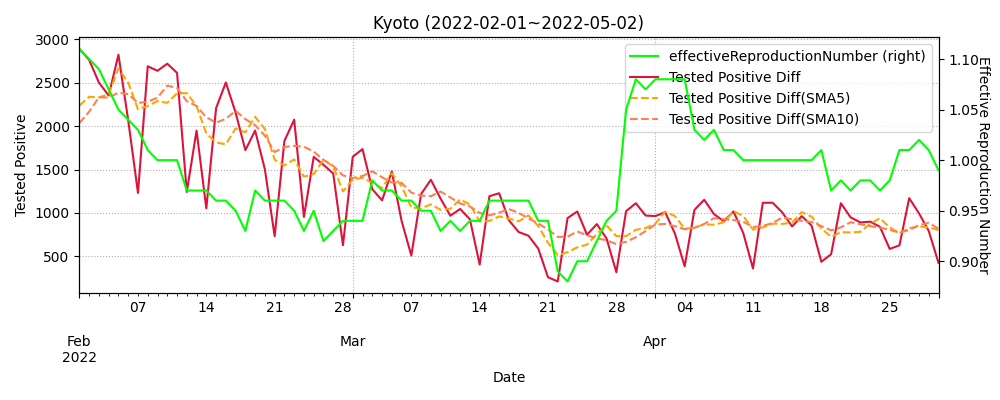 Kyoto (2022-02-01~2022-05-02)
effectiveReproductionNumber (right)
Tested Positive Diff
Tested Positive Diff(SMA5)
Tested Positive Diff(SMA10)
Tested Positive
3000
2500
2000
1500
1000
500
1.10
1.05
1.00
0.95
0.90
Effective Reproduction Number
07 14 21 28 07 14 21 28 04 11 18 25
Feb Mar Apr
2022
Date